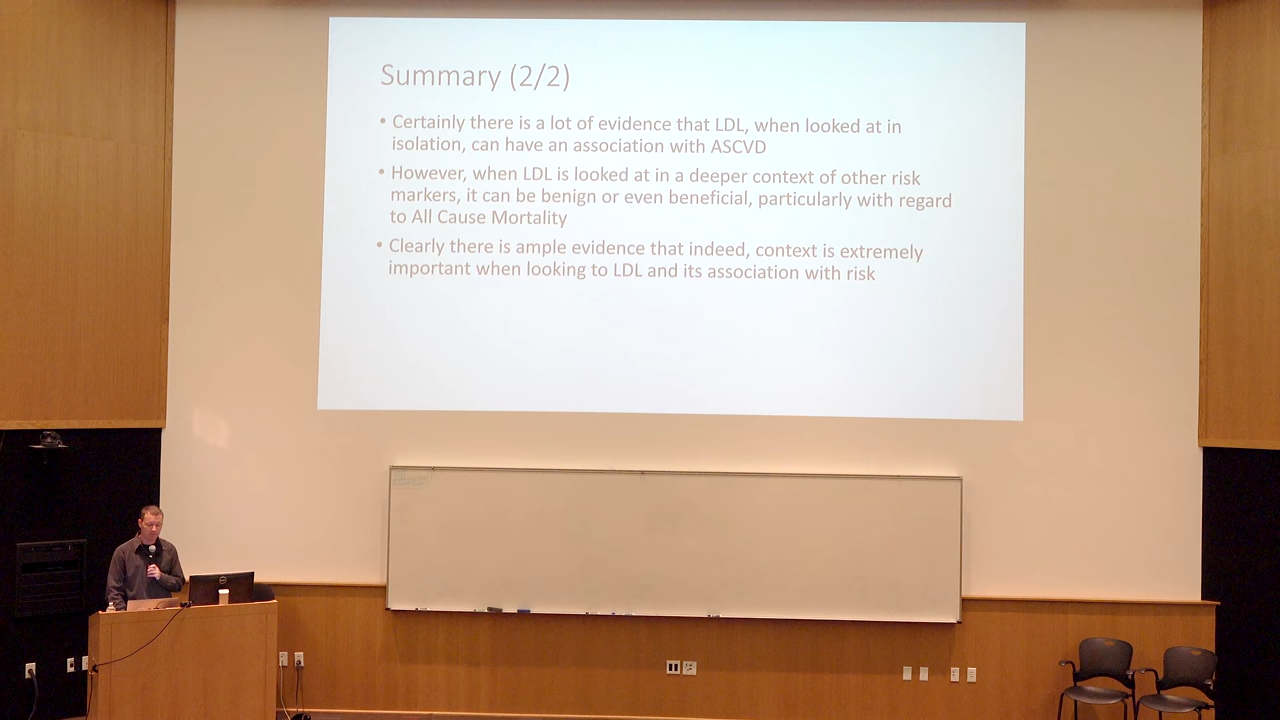 Summary (2/2)
• Certainly there is a lot of evidence that LDL, when looked at in
isolation, can have an association with ASCVD
• However, when LDL is looked at in a deeper context of other risk
markers, it can be benign or even beneficial, particularly with regard
to All Cause Mortality
• Clearly there is ample evidence that indeed, context is extremely
important when looking to LDL and its association with risk